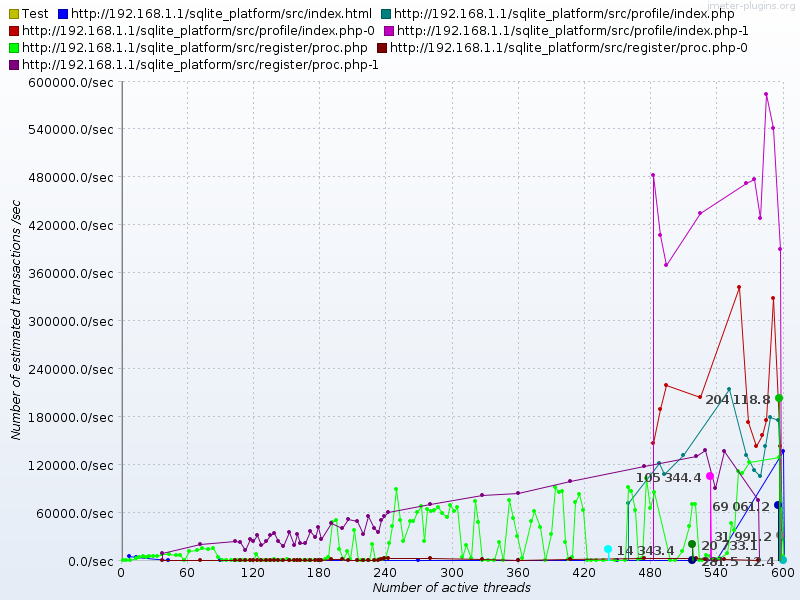 jmeter-plugins.org
Test http://192.168.1.1/sqlite_platform/src/index.html http://192.168.1.1/sqlite_platform/src/profile/index.php
http://192.168.1.1/sqlite_platform/src/profile/index.php-0 http://192.168.1.1/sqlite_platform/src/profile/index.php-1
http://192.168.1.1/sqlite_platform/src/register/proc.php http://192.168.1.1/sqlite_platform/src/register/proc.php-0
http://192.168.1.1/sqlite_platform/src/register/proc.php-1
600000.0/sec
540000.0/sec
480000.0/sec
420000.0/sec
360000.0/sec
300000.0/sec
240000.0/sec
180000.0/sec
120000.0/sec
60000.0/sec
0.0/sec
Number of estimated transactions /sec
204 118.8
105 344.4
69 061.2
31 991.2
20 733.1
14 343.4
281.5
12.4
0 60 120 180 240 300 360 420 480 540 600
Number of active threads